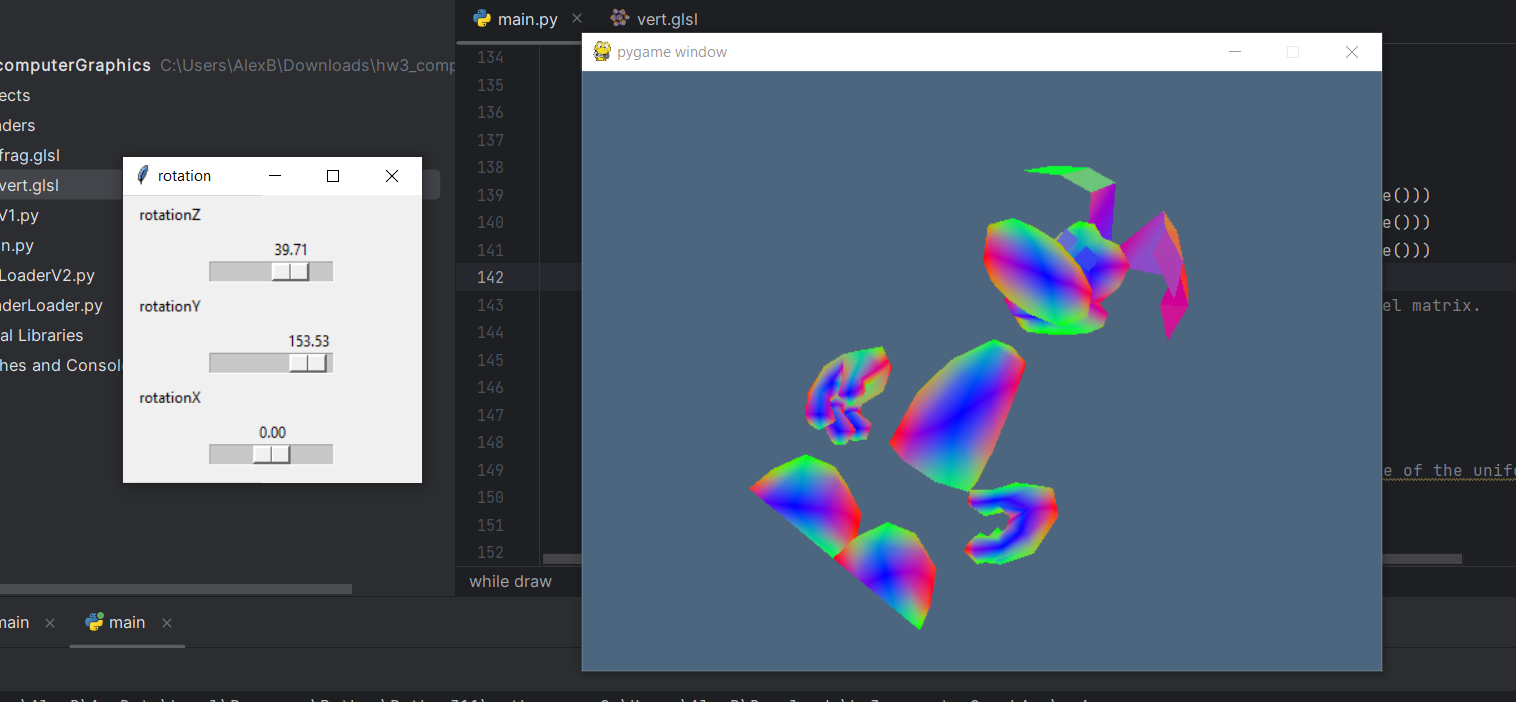 main.py
vert.glsl
computerGraphics C:\Users\AlexB\Downloads\hw3_comp
ects
aders
frag.glsl
vert.glsl
V1.py
n.py
LoaderV2.py
aderLoader.py
al Libraries
hes and Consol
rotation
rotationZ
39.71
rotationY
153.53
rotationX
0.00
134
135
136
137
138
139
140
141
142
143
144
145
146
147
148
149
150
151
152
pygame window
e()))
e()))
e()))
el matrix.
e of the unifo
while draw
main
main